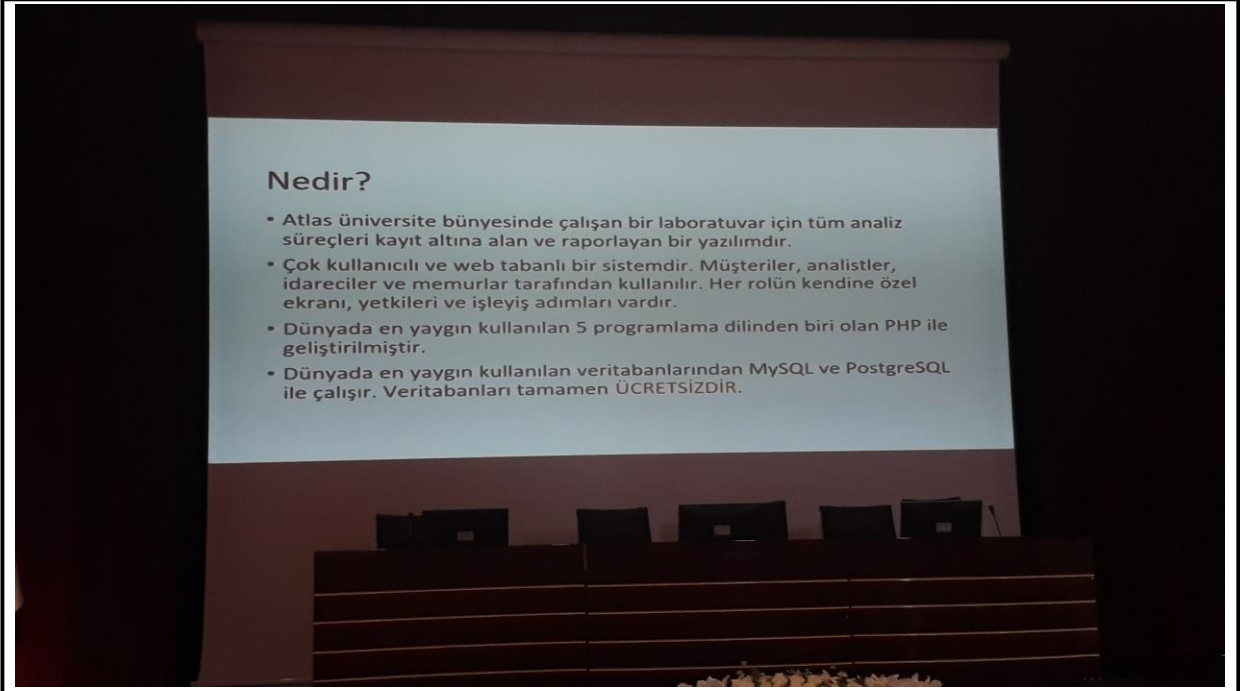 Nedir?
• Atlas üniversite bünyesinde çalışan bir laboratuvar için tüm analiz
süreçleri kayıt altına alan ve raporlayan bir yazılımdır.
• Çok kullanıcılı ve web tabanlı bir sistemdir. Müşteriler, analistler,
idareciler ve memurlar tarafından kullanılır. Her rolün kendine özel
ekranı, yetkileri ve işleyiş adımları vardır.
• Dünyada en yaygın kullanılan 5 programlama dilinden biri olan PHP ile
geliştirilmiştir.
• Dünyada en yaygın kullanılan veritabanlarından MySQL ve PostgreSQL
ile çalışır. Veritabanları tamamen ÜCRETSİZDİR.